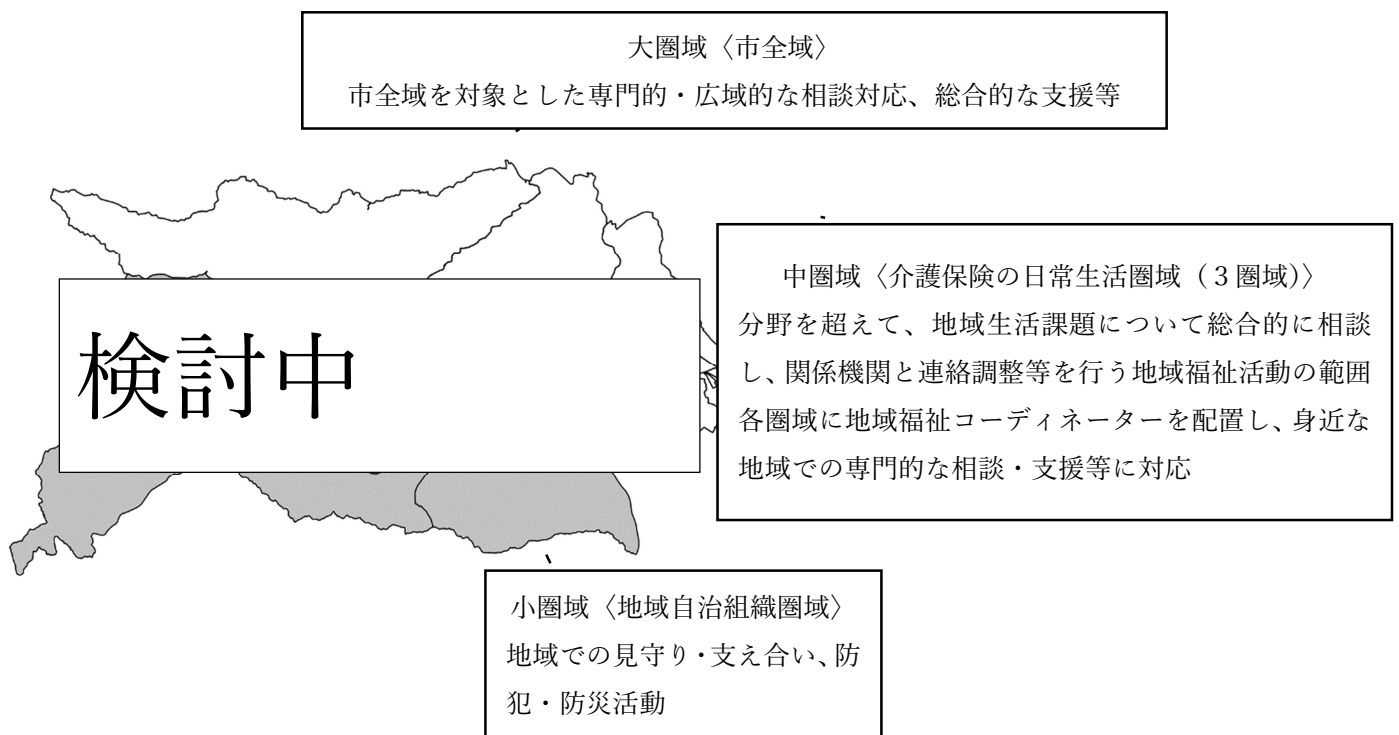 大圏域〈市全域〉
市全域を対象とした専門的・広域的な相談対応、総合的な支援等
中圏域〈介護保険の日常生活圏域（３圏域）〉
分野を超えて、地域生活課題について総合的に相談
し、関係機関と連絡調整等を行う地域福祉活動の範囲
各圏域に地域福祉コーディネーターを配置し、身近な
地域での専門的な相談・支援等に対応
検討中
小圏域〈地域自治組織圏域〉
地域での見守り・支え合い、防
犯・防災活動